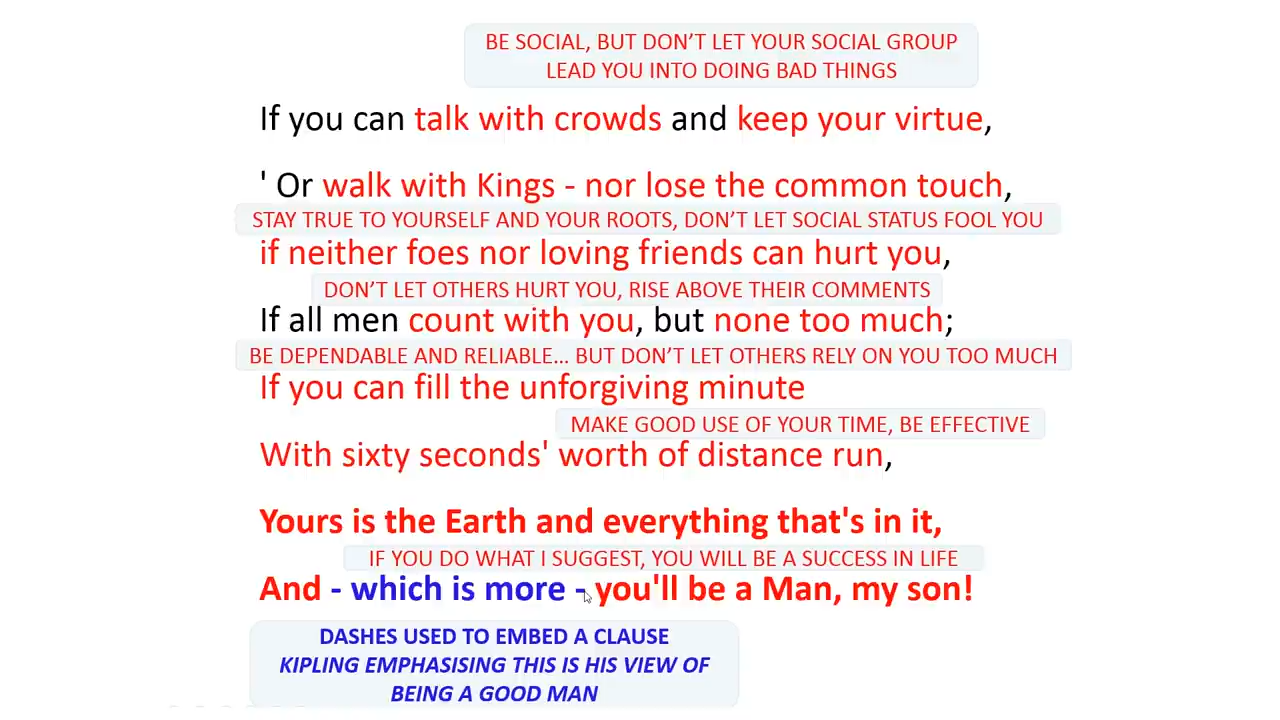 BE SOCIAL, BUT DON’T LET YOUR SOCIAL GROUP
LEAD YOU INTO DOING BAD THINGS
If you can talk with crowds and keep your virtue,
' Or walk with Kings - nor lose the common touch,
STAY TRUE TO YOURSELF AND YOUR ROOTS, DON’T LET SOCIAL STATUS FOOL YOU
if neither foes nor loving friends can hurt you,
DON’T LET OTHERS HURT YOU, RISE ABOVE THEIR COMMENTS
If all men count with you, but none too much;
BE DEPENDABLE AND RELIABLE... BUT DON’T LET OTHERS RELY ON YOU TOO MUCH
If you can fill the unforgiving minute
MAKE GOOD USE OF YOUR TIME, BE EFFECTIVE
With sixty seconds' worth of distance run,
Yours is the Earth and everything that's in it,
IF YOU DO WHAT I SUGGEST, YOU WILL BE A SUCCESS IN LIFE
And - which is more - you'll be a Man, my son!
DASHES USED TO EMBED A CLAUSE
KIPLING EMPHASISING THIS IS HIS VIEW OF
BEING A GOOD MAN